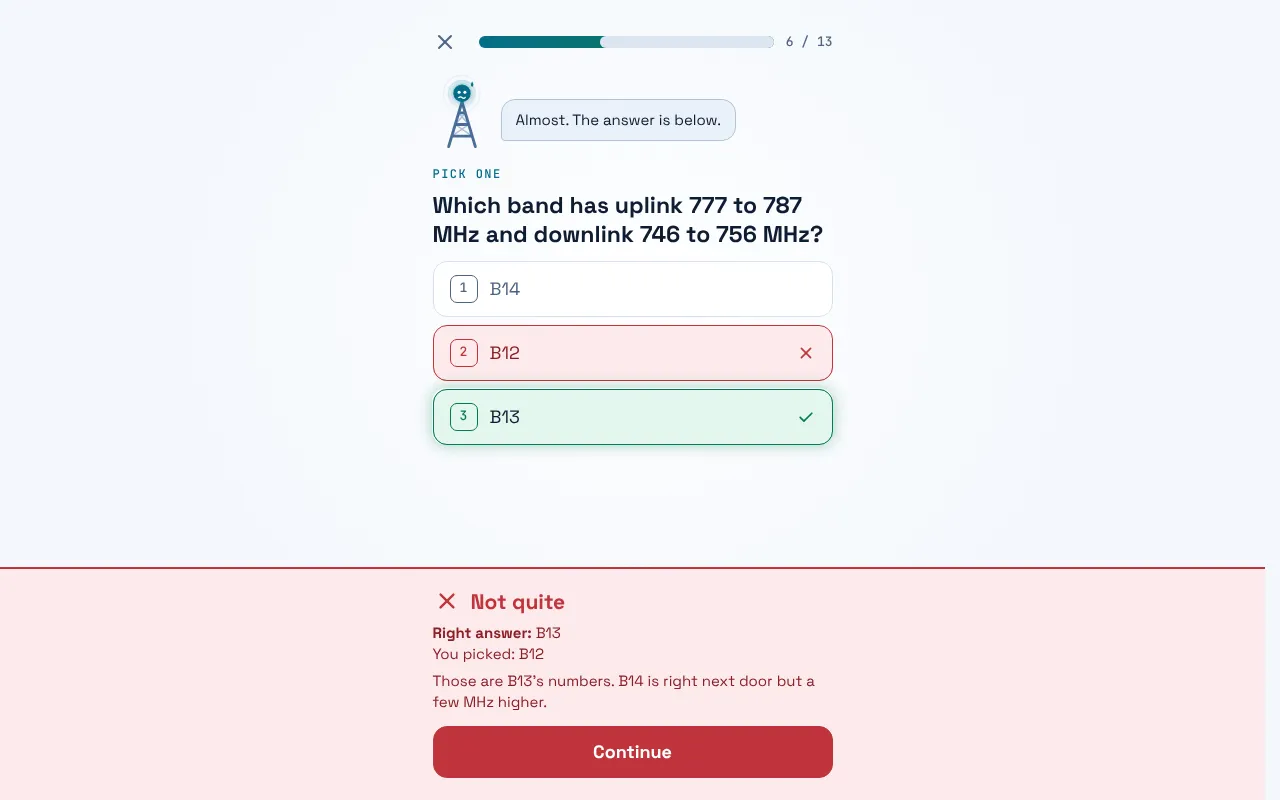 6 / 13
Almost. The answer is below.
PICK ONE
Which band has uplink 777 to 787
MHz and downlink 746 to 756 MHz?
1 B14
2 B12
3 B13
Not quite
Right answer: B13
You picked: B12
Those are B13's numbers. B14 is right next door but a
few MHz higher.
Continue